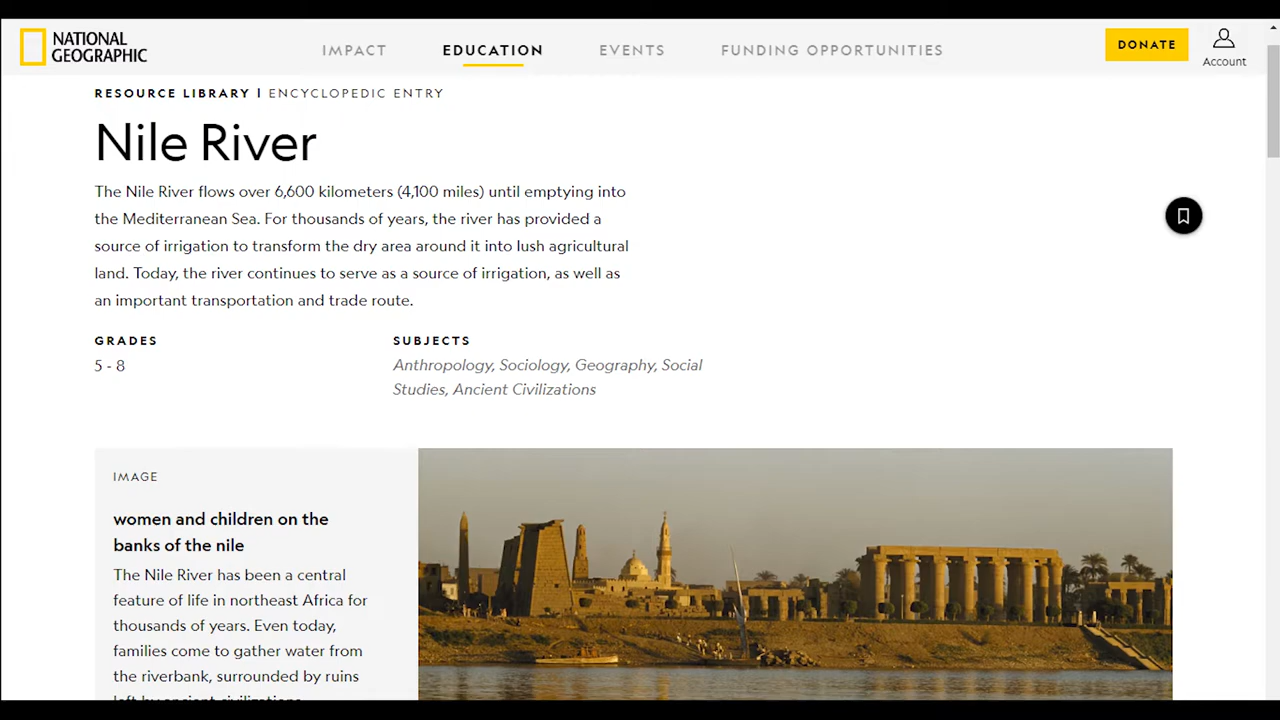 NATIONAL
GEOGRAPHIC
IMPACT
EDUCATION
EVENTS
FUNDING OPPORTUNITIES
DONATE
Account
RESOURCE LIBRARY | ENCYCLOPEDIC ENTRY
Nile River
The Nile River flows over 6,600 kilometers (4,100 miles) until emptying into
the Mediterranean Sea. For thousands of years, the river has provided a
source of irrigation to transform the dry area around it into lush agricultural
land. Today, the river continues to serve as a source of irrigation, as well as
an important transportation and trade route.
GRADES
5 - 8
SUBJECTS
Anthropology, Sociology, Geography, Social
Studies, Ancient Civilizations
IMAGE
women and children on the
banks of the nile
The Nile River has been a central
feature of life in northeast Africa for
thousands of years. Even today,
families come to gather water from
the riverbank, surrounded by ruins
left by ancient civilizations.